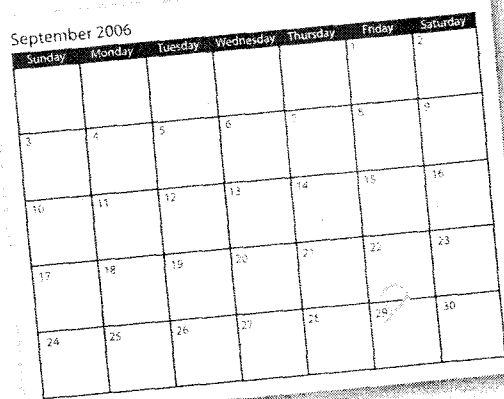 September 2006
Sunday Monday Tuesday Wednesday Thursday Friday Saturday
1 2
3 4 5 6 7 8 9
10 11 12 13 14 15 16
17 18 19 20 21 22 23
24 25 26 27 28 29 30